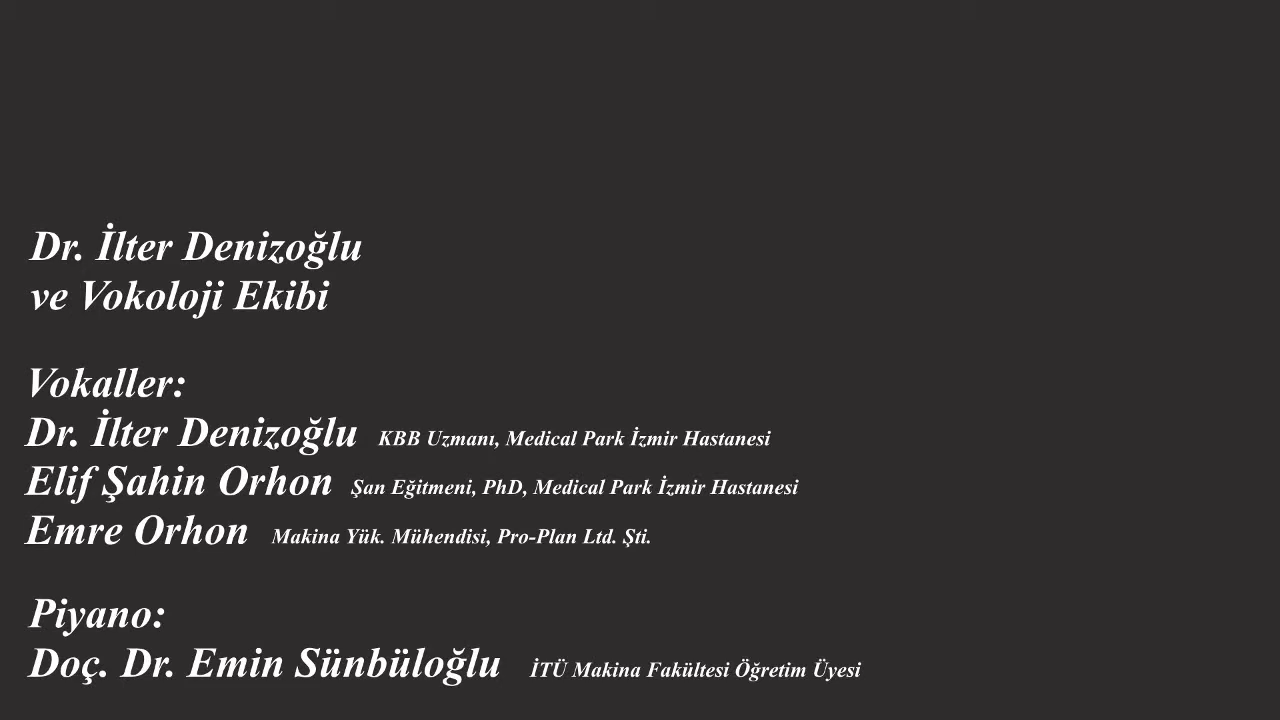 Dr. İlter Denizoğlu
ve Vokoloji Ekibi
Vokaller:
Dr. İlter Denizoğlu KBB Uzmanı, Medical Park İzmir Hastanesi
Elif Şahin Orhon Şan Eğitmeni, PhD, Medical Park İzmir Hastanesi
Emre Orhon Makina Yük. Mühendisi, Pro-Plan Ltd. Şti.
Piyano:
Doç. Dr. Emin Sünbüloğlu İTÜ Makina Fakültesi Öğretim Üyesi